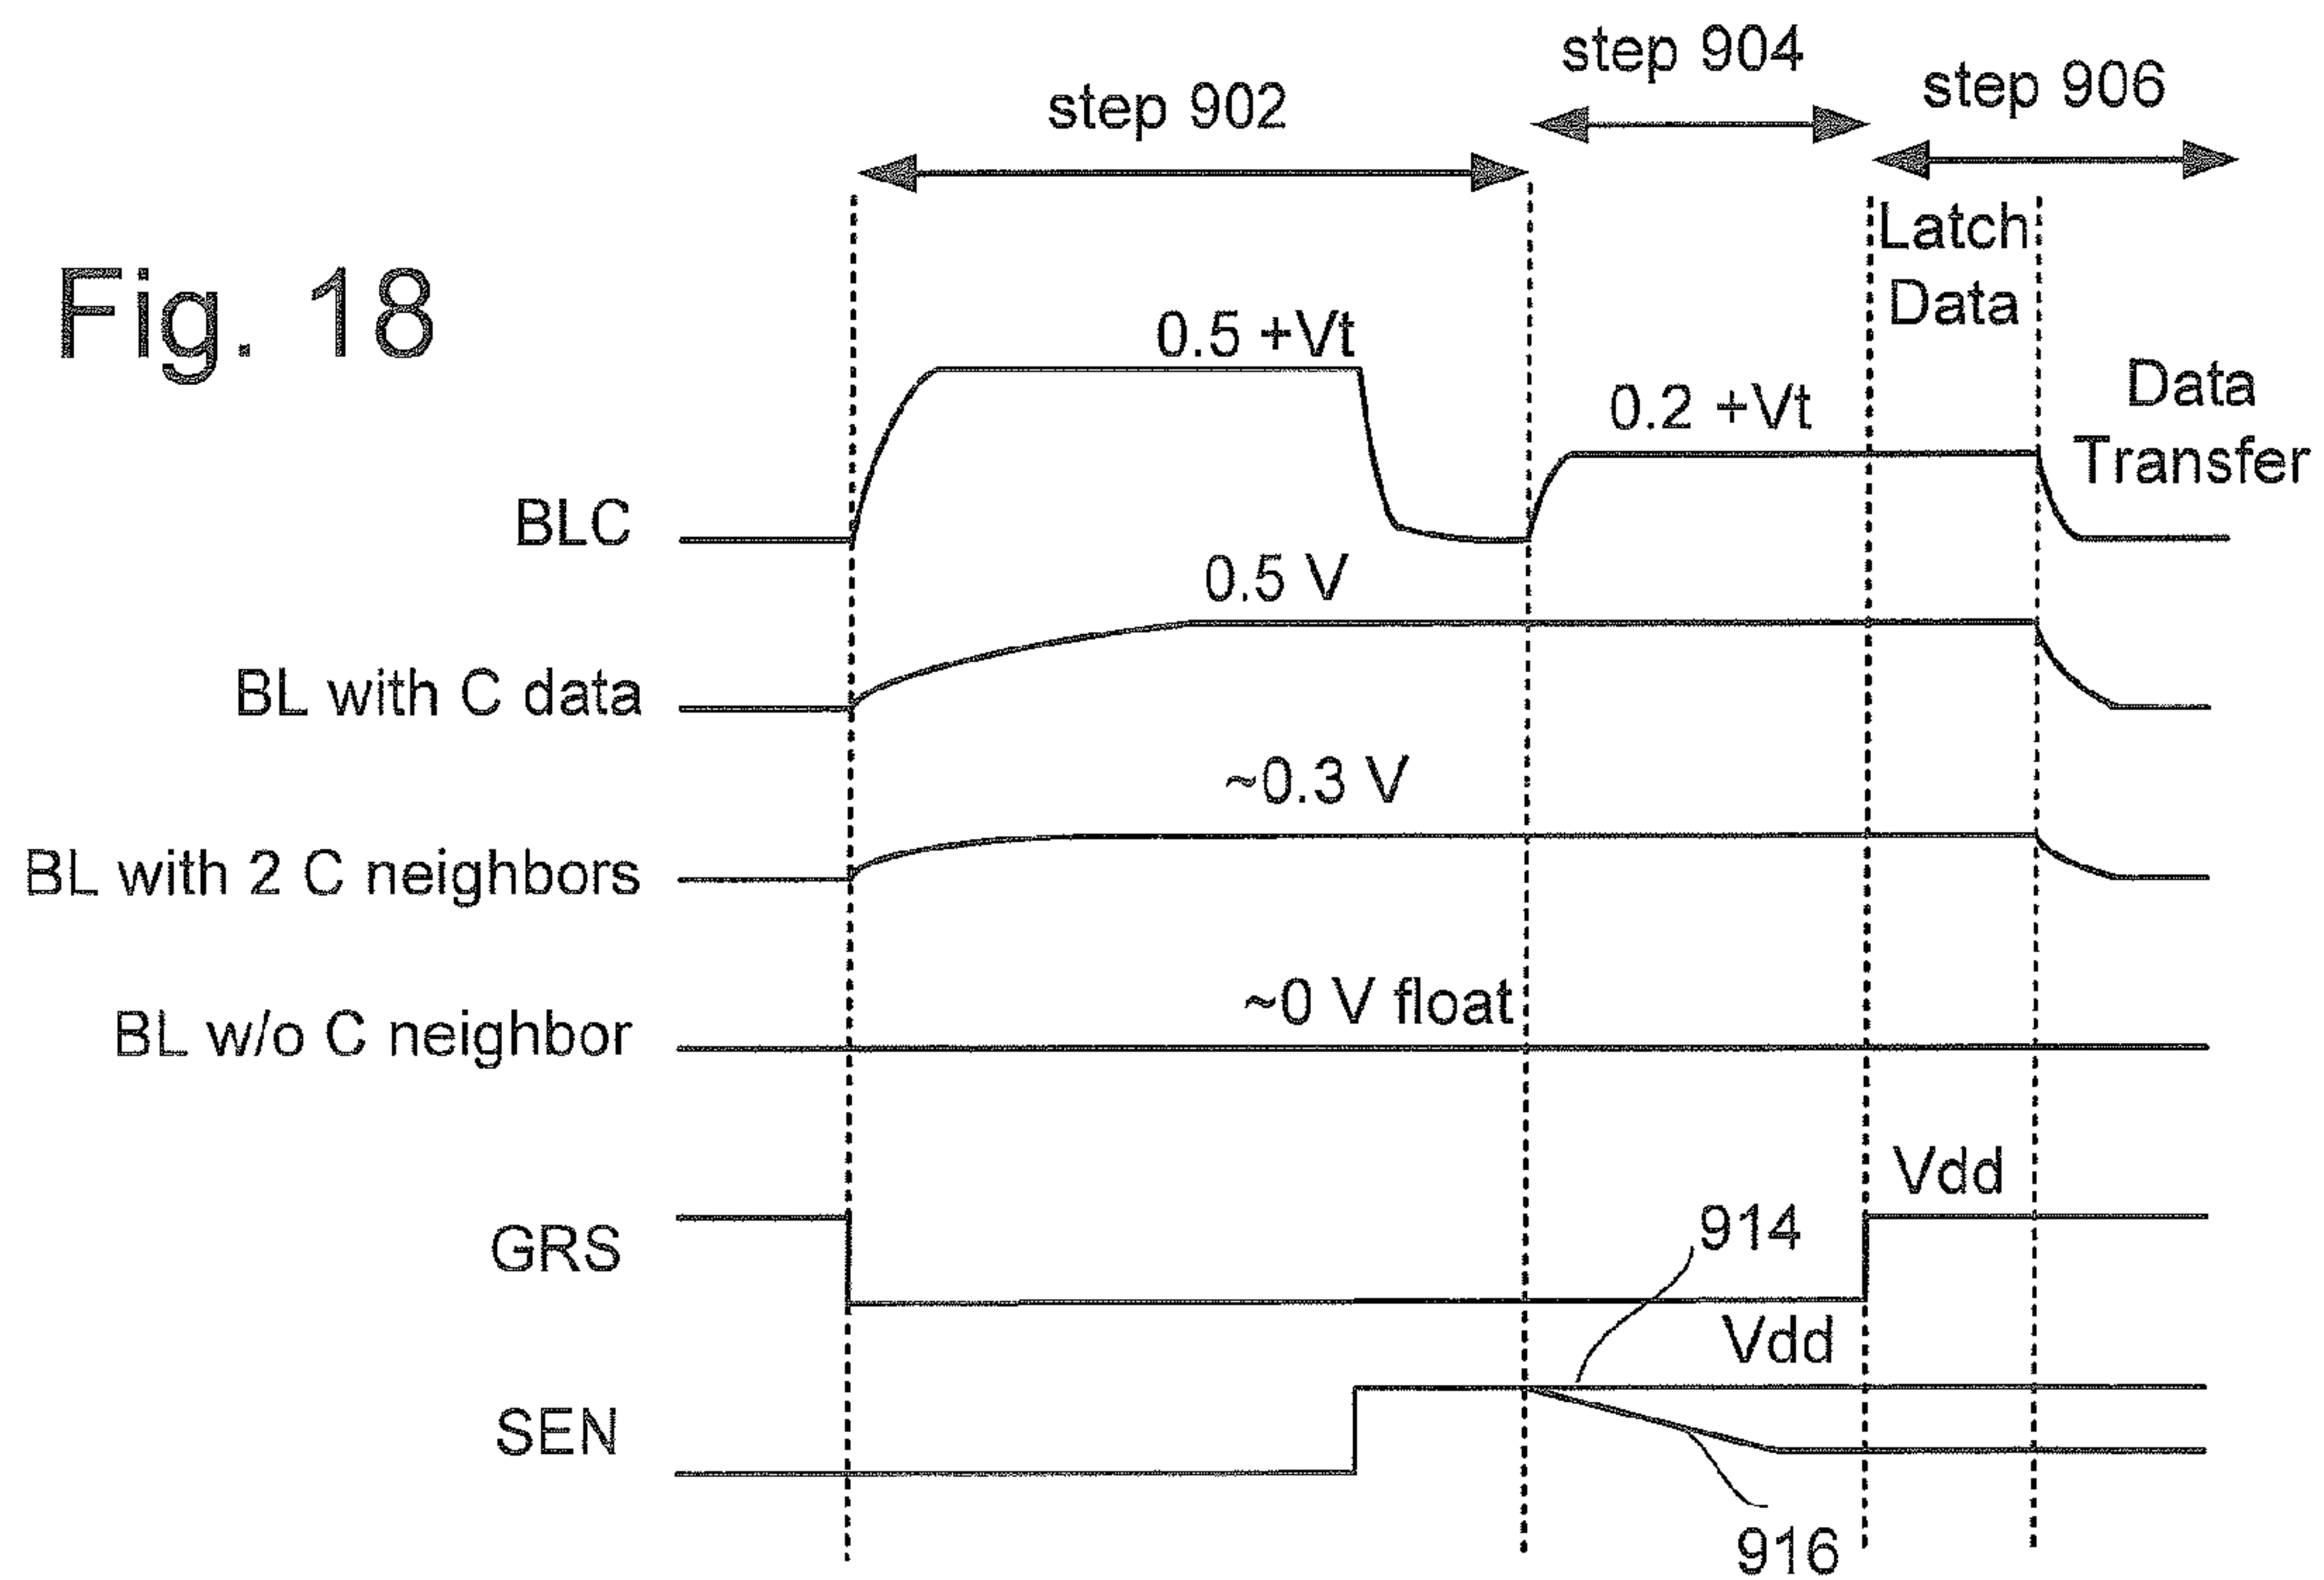 step 902
step 904
step 906
Latch
Data
Fig. 18
0.5 +Vt
0.2 +Vt
Data
Transfer
BLC
0.5 V
BL with C data
~0.3 V
BL with 2 C neighbors
~0 V float
BL w/o C neighbor
Vdd
914
GRS
Vdd
SEN
916